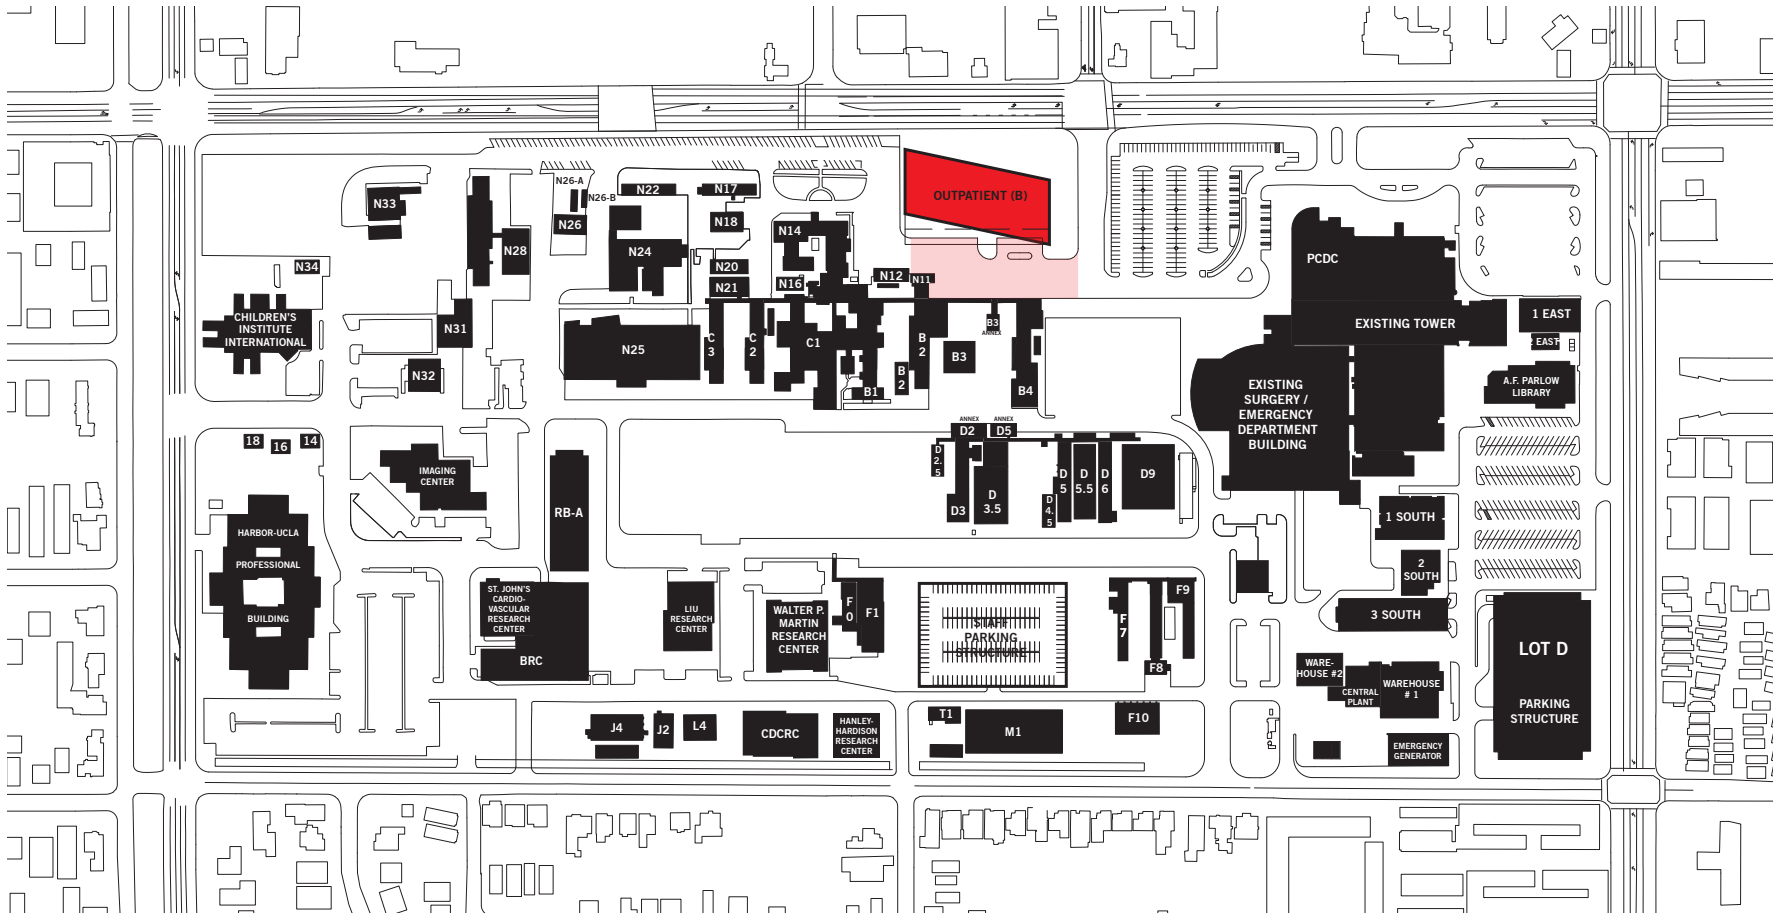 OUTPATIENT (B)
N26-A
N26-B
N22
N17
N33
N26
N18
N14
N28
N24
N34
N20
N21
N16
N12
N11
PCDC
CHILDREN'S
INSTITUTE
INTERNATIONAL
N31
N25
C
3
C
2
C1
B
2
B3
ANNEX
EXISTING TOWER
1 EAST
2 EAST
N32
B1
B
2
B3
B4
A.F. PARLOW
LIBRARY
EXISTING
SURGERY /
EMERGENCY
DEPARTMENT
BUILDING
18
16
14
ANNEX
D2
ANNEX
D5
D
2.
5
IMAGING
CENTER
RB-A
D3
D
3.5
D
4.
5
D
5
D
5.5
D
6
D9
1 SOUTH
HARBOR-UCLA
PROFESSIONAL
BUILDING
2
SOUTH
3 SOUTH
ST. JOHN'S
CARDIO-
VASCULAR
RESEARCH
CENTER
BRC
LIU
RESEARCH
CENTER
WALTER P.
MARTIN
RESEARCH
CENTER
F
0
F1
STAFF
PARKING
STRUCTURE
F
7
F9
F8
WARE-
HOUSE #2
CENTRAL
PLANT
WAREHOUSE
# 1
LOT D
PARKING
STRUCTURE
J4
J2
L4
CDCRC
HANLEY-
HARDISON
RESEARCH
CENTER
T1
M1
F10
EMERGENCY
GENERATOR